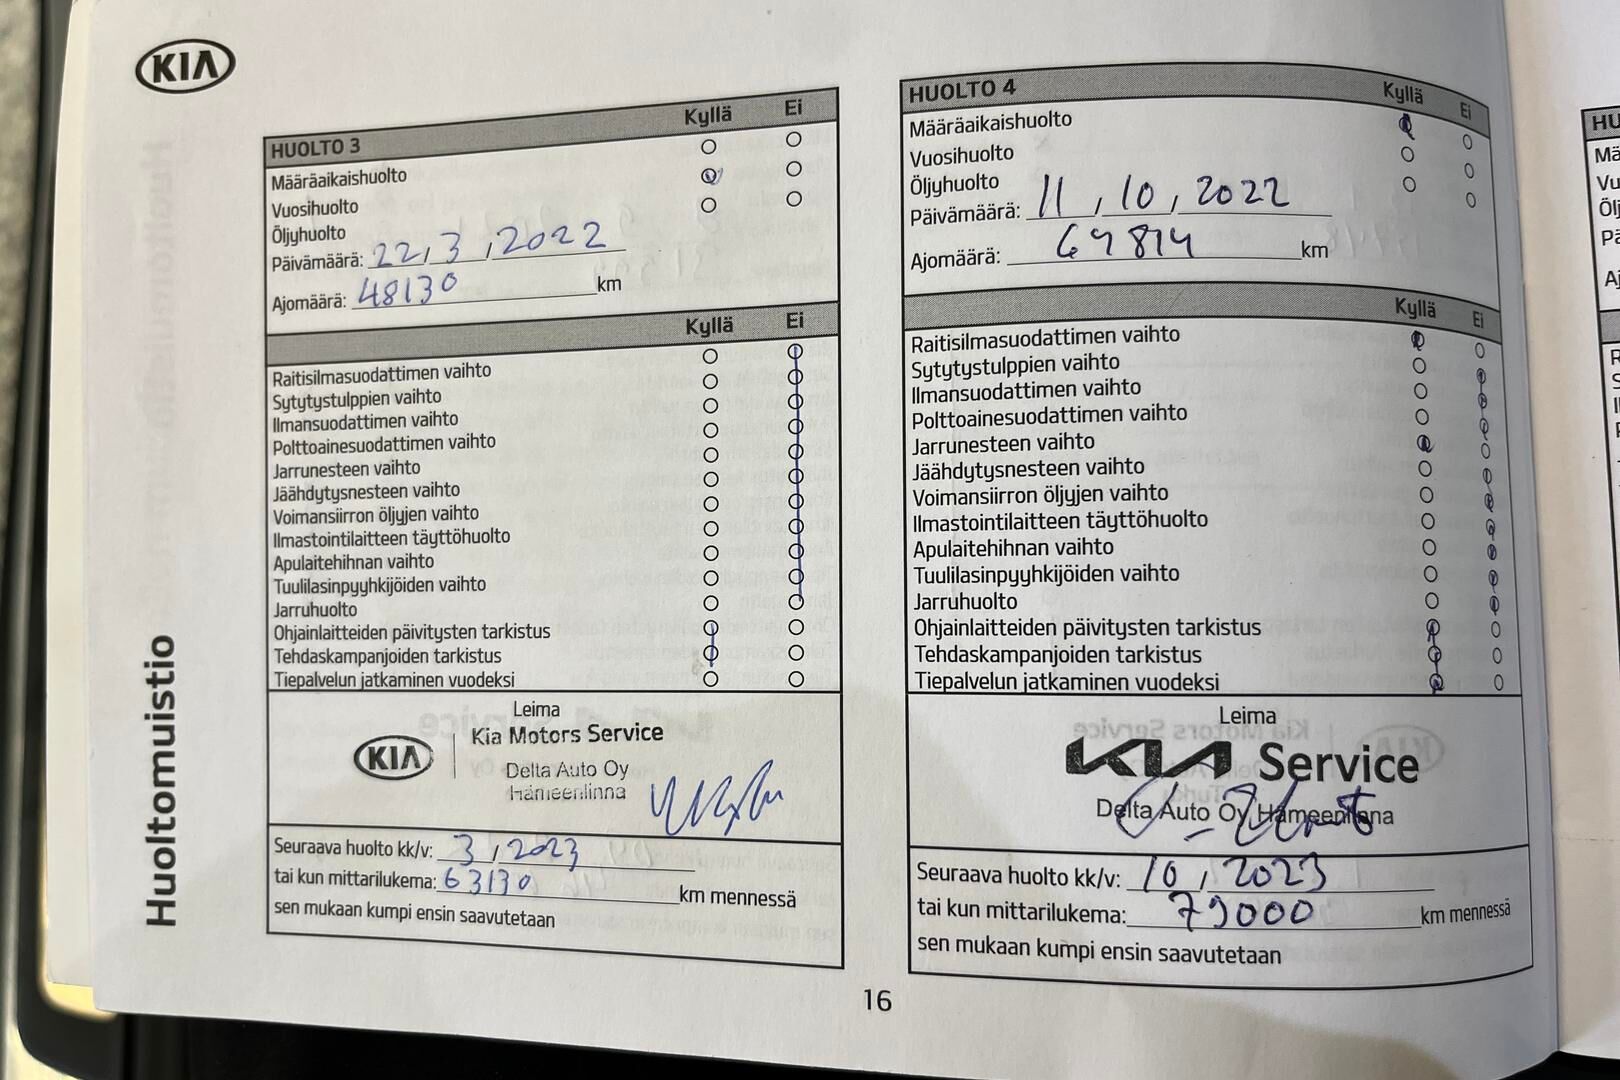 KIA
Huoltomuistio
HUOLTO 3 Kyllä Ei
Määräaikaishuolto
Vuosihuolto
Öljyhuolto
Päivämäärä: 22, 3, 2022
Ajomäärä: 48130 km
Kyllä Ei
Raitisilmasuodattimen vaihto
Sytytystulppien vaihto
Ilmansuodattimen vaihto
Polttoainesuodattimen vaihto
Jarrunesteen vaihto
Jäähdytysnesteen vaihto
Voimansiirron öljyjen vaihto
Ilmastointilaitteen täyttöhuolto
Apulaitehihnan vaihto
Tuulilasinpyyhkijöiden vaihto
Jarruhuolto
Ohjainlaitteiden päivitysten tarkistus
Tehdaskampanjoiden tarkistus
Tiepalvelun jatkaminen vuodeksi
Leima
KIA Kia Motors Service
Delta Auto Oy
Hämeenlinna
Seuraava huolto kk/v: 3, 2023
tai kun mittarilukema: 63130 km mennessä
sen mukaan kumpi ensin saavutetaan
HUOLTO 4 Kyllä Ei
Määräaikaishuolto
Vuosihuolto
Öljyhuolto
Päivämäärä: 11, 10, 2022
Ajomäärä: 64814 km
Kyllä Ei
Raitisilmasuodattimen vaihto
Sytytystulppien vaihto
Ilmansuodattimen vaihto
Polttoainesuodattimen vaihto
Jarrunesteen vaihto
Jäähdytysnesteen vaihto
Voimansiirron öljyjen vaihto
Ilmastointilaitteen täyttöhuolto
Apulaitehihnan vaihto
Tuulilasinpyyhkijöiden vaihto
Jarruhuolto
Ohjainlaitteiden päivitysten tarkistus
Tehdaskampanjoiden tarkistus
Tiepalvelun jatkaminen vuodeksi
Leima
KIA Service
Delta Auto Oy Hämeenlinna
Seuraava huolto kk/v: 10, 2023
tai kun mittarilukema: 79000 km mennessä
sen mukaan kumpi ensin saavutetaan
16